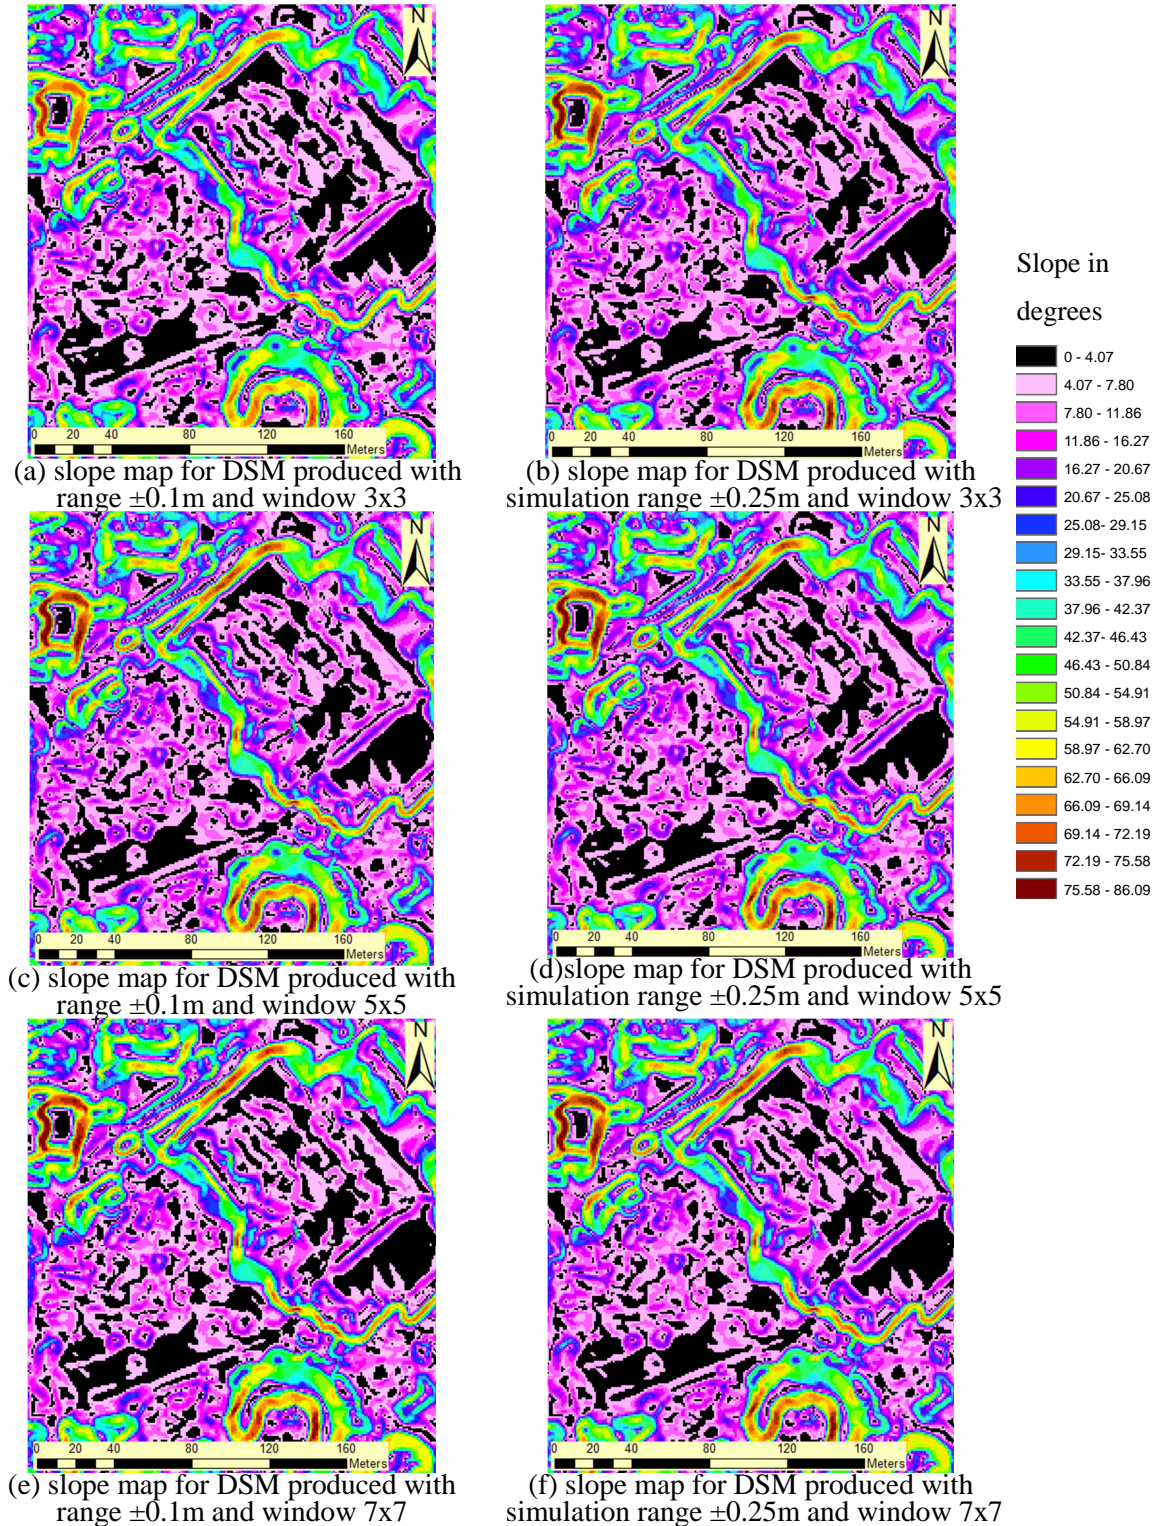 N
0 20 40 80 120 160
Meters
(a) slope map for DSM produced with
range ±0.1m and window 3x3
N
0 20 40 80 120 160
Meters
(b) slope map for DSM produced with
simulation range ±0.25m and window 3x3
N
0 20 40 80 120 160
Meters
(c) slope map for DSM produced with
range ±0.1m and window 5x5
N
0 20 40 80 120 160
Meters
(d)slope map for DSM produced with
simulation range ±0.25m and window 5x5
N
0 20 40 80 120 160
Meters
(e) slope map for DSM produced with
range ±0.1m and window 7x7
N
0 20 40 80 120 160
Meters
(f) slope map for DSM produced with
simulation range ±0.25m and window 7x7
Slope in
degrees
0 - 4.07
4.07 - 7.80
7.80 - 11.86
11.86 - 16.27
16.27 - 20.67
20.67 - 25.08
25.08- 29.15
29.15- 33.55
33.55 - 37.96
37.96 - 42.37
42.37- 46.43
46.43 - 50.84
50.84 - 54.91
54.91 - 58.97
58.97 - 62.70
62.70 - 66.09
66.09 - 69.14
69.14 - 72.19
72.19 - 75.58
75.58 - 86.09